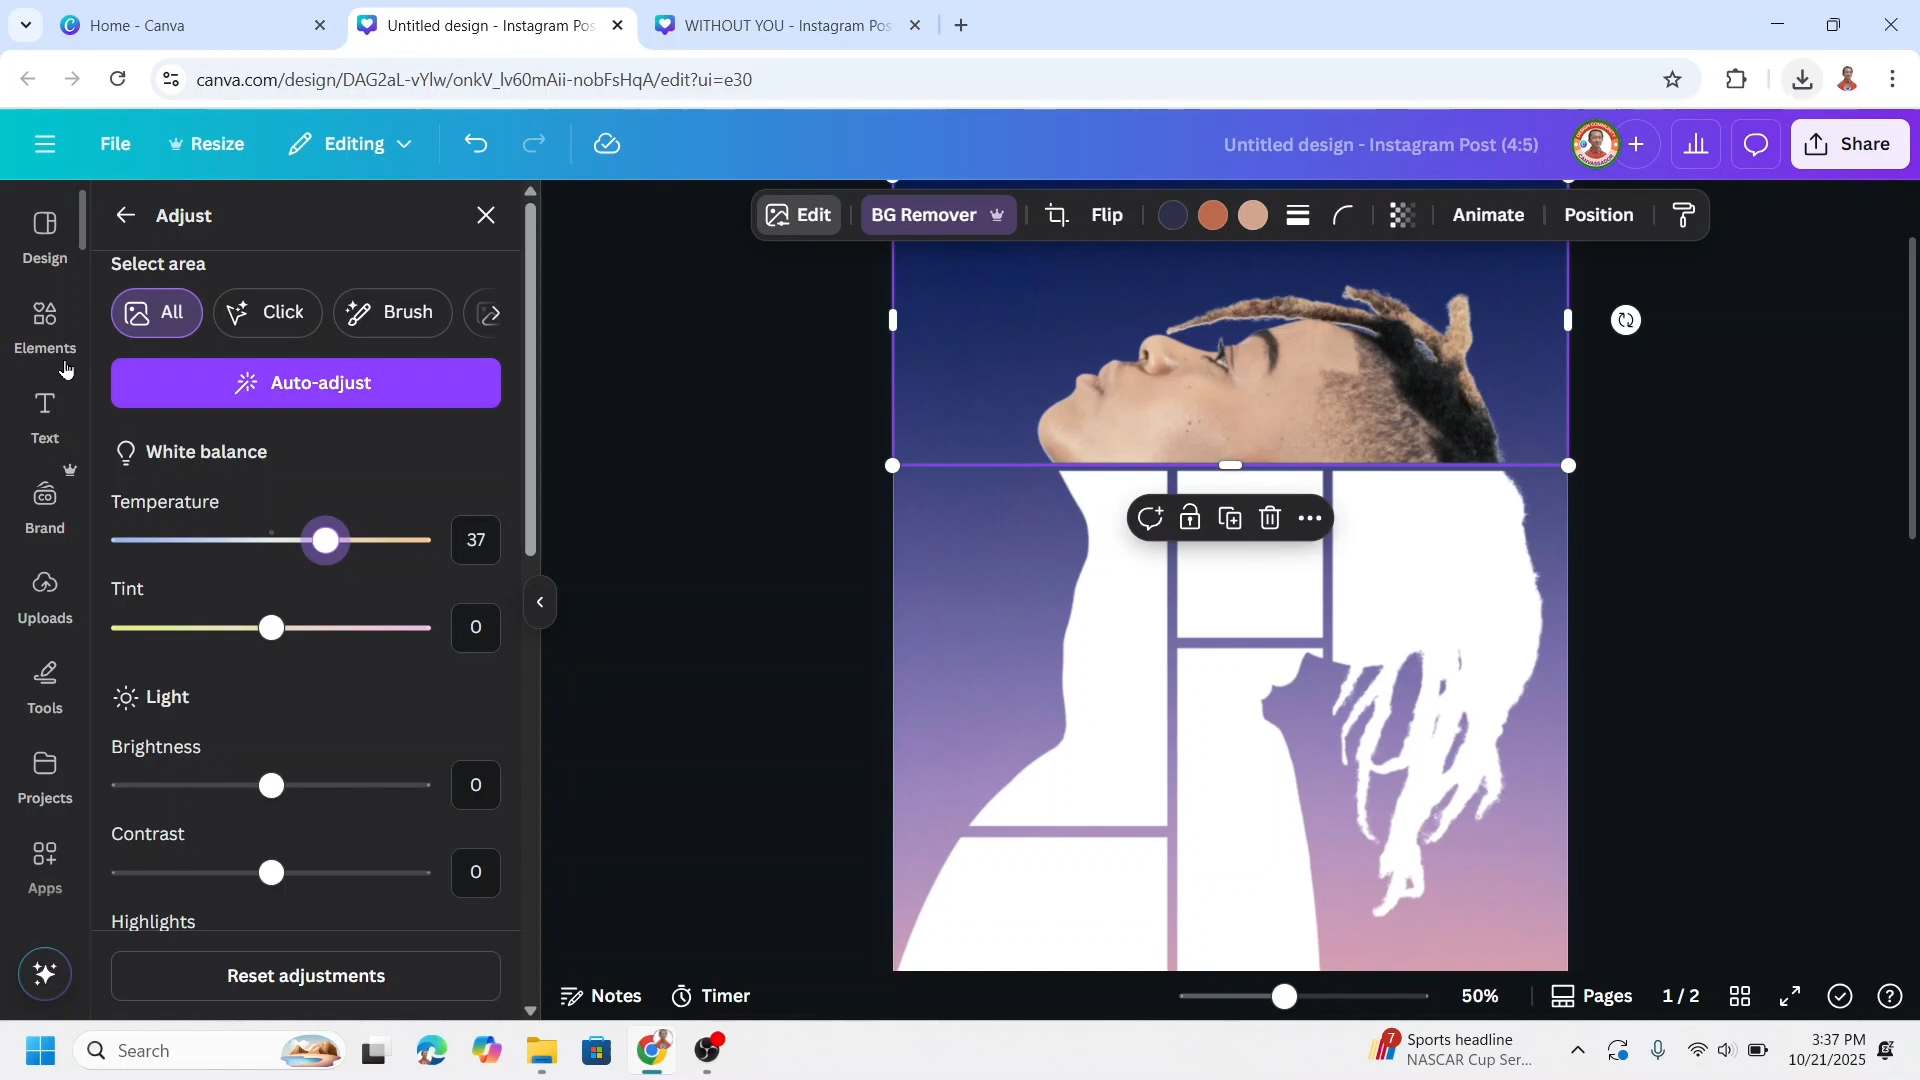 Home - Canva
Untitled design - Instagram Pos
WITHOUT YOU - Instagram Pos
canva.com/design/DAG2aL-vYlw/onkV_lv60mAii-nobFsHqA/edit?ui=e30
File
Resize
Editing
Untitled design - Instagram Post (4:5)
Share
Design
Elements
Text
Brand
Uploads
Tools
Projects
Apps
Adjust
Select area
All
Click
Brush
Auto-adjust
White balance
Temperature
37
Tint
0
Light
Brightness
0
Contrast
0
Highlights
Reset adjustments
Edit
BG Remover
Flip
Animate
Position
Notes
Timer
50%
Pages
1 / 2
Search
7
Sports headline
NASCAR Cup Ser...
3:37 PM
10/21/2025